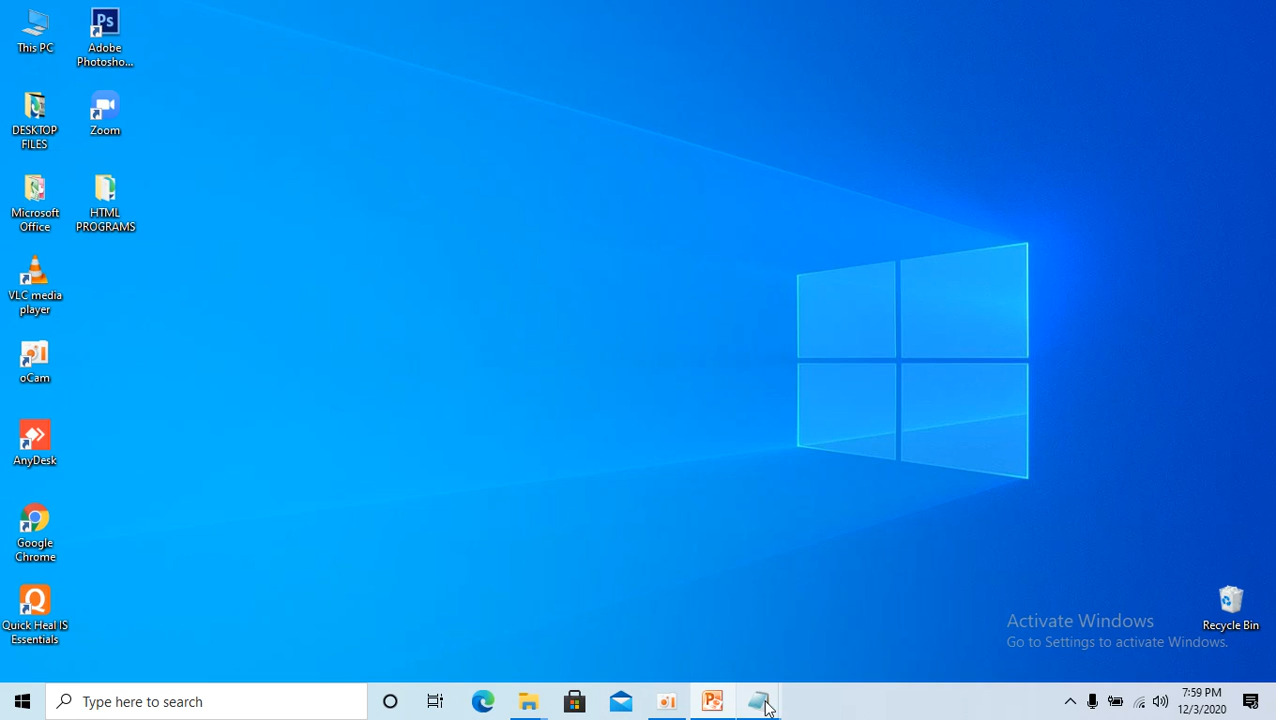 This PC
Adobe
Photosho...
DESKTOP
FILES
Zoom
Microsoft
Office
HTML
PROGRAMS
VLC media
player
oCam
AnyDesk
Google
Chrome
Quick Heal IS
Essentials
Activate Windows
Go to Settings to activate Windows.
Recycle Bin
Type here to search
7:59 PM
12/3/2020